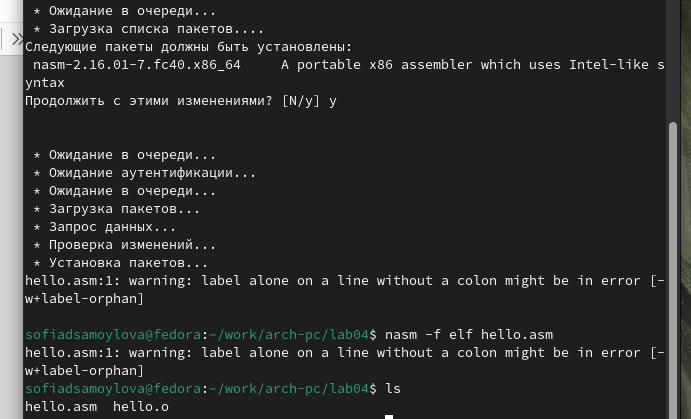 * Ожидание в очереди...
* Загрузка списка пакетов....
Следующие пакеты должны быть установлены:
nasm-2.16.01-7.fc40.x86_64     A portable x86 assembler which uses Intel-like s
yntax
Продолжить с этими изменениями? [N/y] y
* Ожидание в очереди...
* Ожидание аутентификации...
* Ожидание в очереди...
* Загрузка пакетов...
* Запрос данных...
* Проверка изменений...
* Установка пакетов...
hello.asm:1: warning: label alone on a line without a colon might be in error [-
w+label-orphan]
sofiadsamoylova@fedora:~/work/arch-pc/lab04$ nasm -f elf hello.asm
hello.asm:1: warning: label alone on a line without a colon might be in error [-
w+label-orphan]
sofiadsamoylova@fedora:~/work/arch-pc/lab04$ ls
hello.asm  hello.o